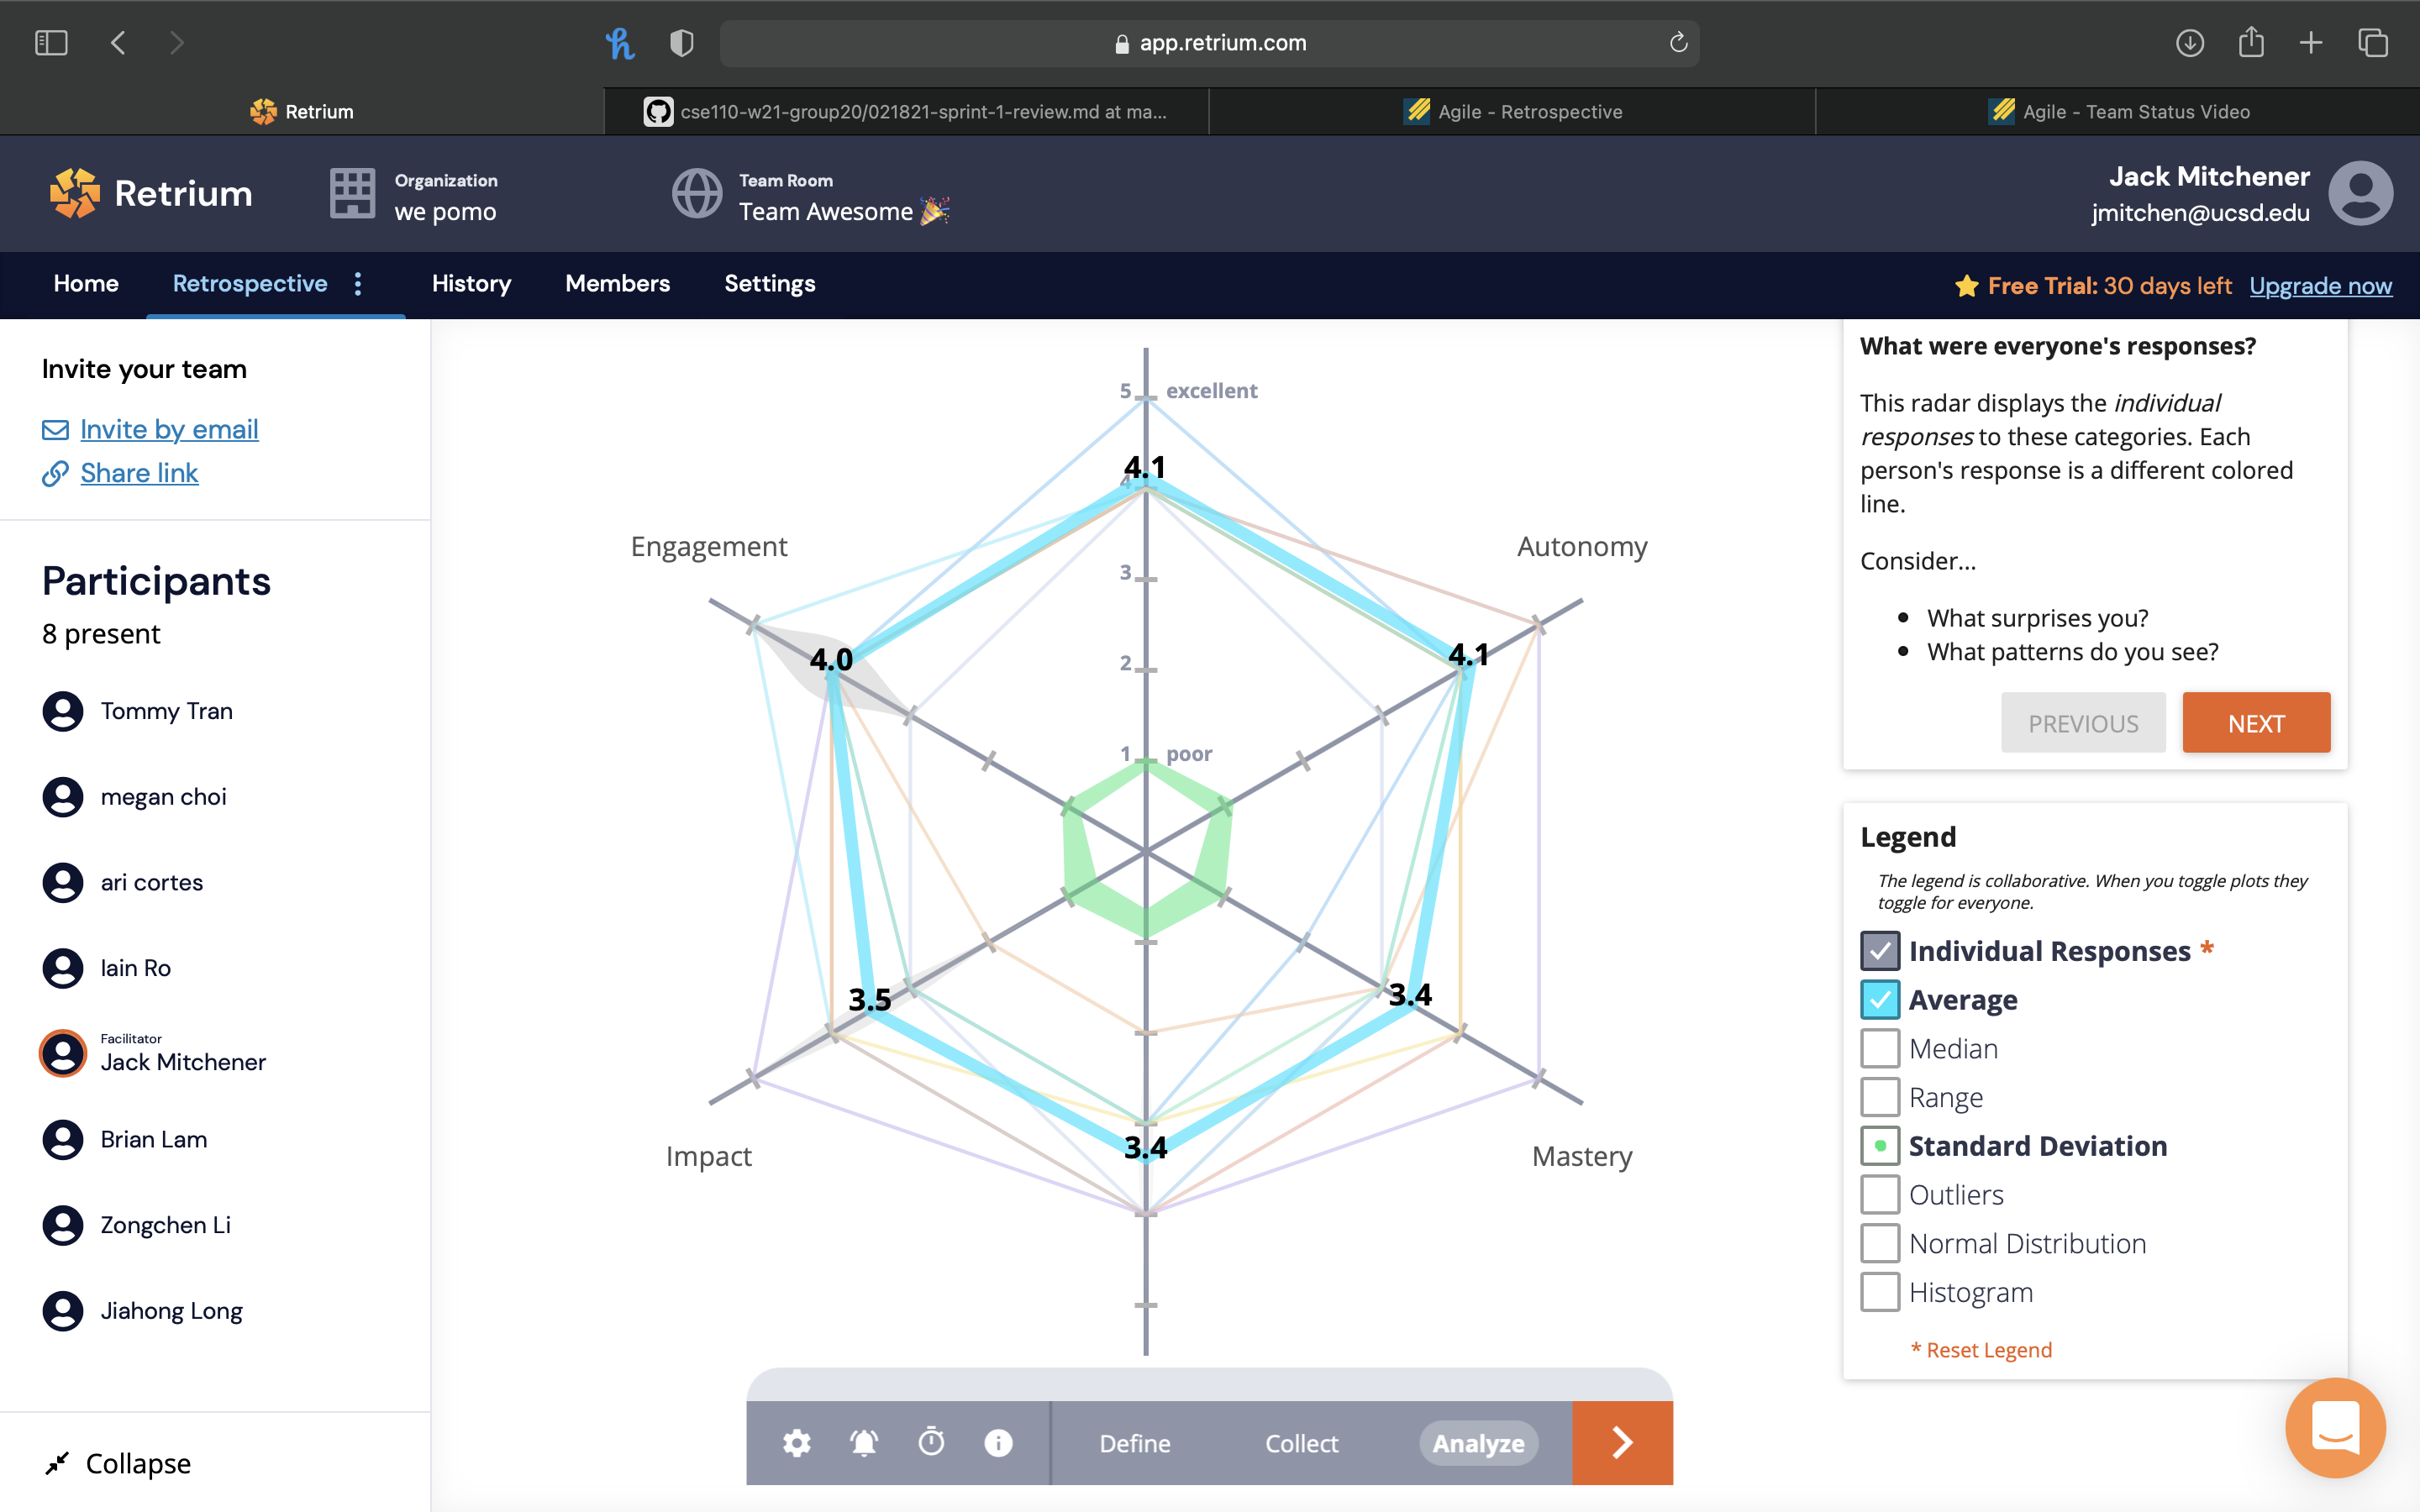 app.retrium.com
Retrium
cse110-w21-group20/021821-sprint-1-review.md at ma...
Agile - Retrospective
Agile - Team Status Video
Retrium
Organization
we pomo
Team Room
Team Awesome 🎉
Jack Mitchener
jmitchen@ucsd.edu
Home
Retrospective
History
Members
Settings
Free Trial: 30 days left Upgrade now
Invite your team
Invite by email
Share link
Participants
8 present
Tommy Tran
megan choi
ari cortes
Iain Ro
Facilitator
Jack Mitchener
Brian Lam
Zongchen Li
Jiahong Long
Collapse
5 excellent
4.1
4
Engagement
Autonomy
3
4.0
4.1
2
1 poor
3.5
3.4
3.4
Impact
Mastery
Define
Collect
Analyze
What were everyone's responses?
This radar displays the individual
responses to these categories. Each
person's response is a different colored
line.
Consider...
• What surprises you?
• What patterns do you see?
PREVIOUS
NEXT
Legend
The legend is collaborative. When you toggle plots they
toggle for everyone.
Individual Responses *
Average
Median
Range
Standard Deviation
Outliers
Normal Distribution
Histogram
* Reset Legend